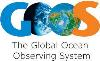 GOOS
The Global Ocean
Observing System